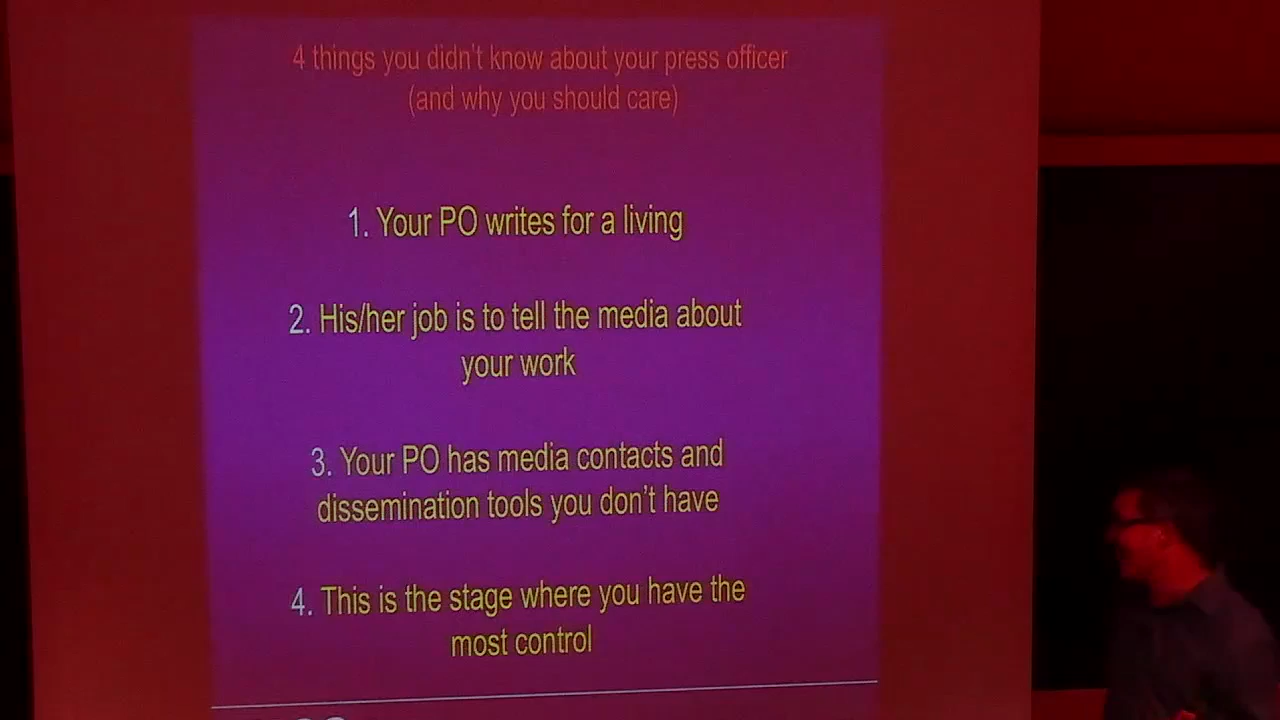 4 things you didn't know about your press officer
(and why you should care)
1. Your PO writes for a living
2. His/her job is to tell the media about
your work
3. Your PO has media contacts and
dissemination tools you don't have
4. This is the stage where you have the
most control